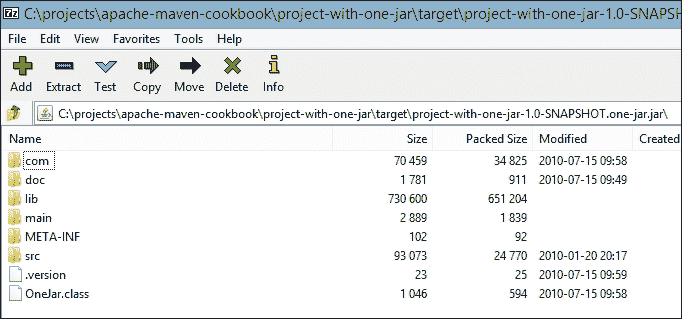 7z C:\projects\apache-maven-cookbook\project-with-one-jar\target\project-with-one-jar-1.0-SNAPSH
File Edit View Favorites Tools Help
Add Extract Test Copy Move Delete Info
C:\projects\apache-maven-cookbook\project-with-one-jar\target\project-with-one-jar-1.0-SNAPSHOT.one-jar.jar\
Name Size Packed Size Modified Created
com 70 459 34 825 2010-07-15 09:58
doc 1 781 911 2010-07-15 09:49
lib 730 600 651 204
main 2 889 1 839
META-INF 102 92
src 93 073 24 770 2010-01-20 20:17
.version 23 25 2010-07-15 09:59
OneJar.class 1 046 594 2010-07-15 09:58